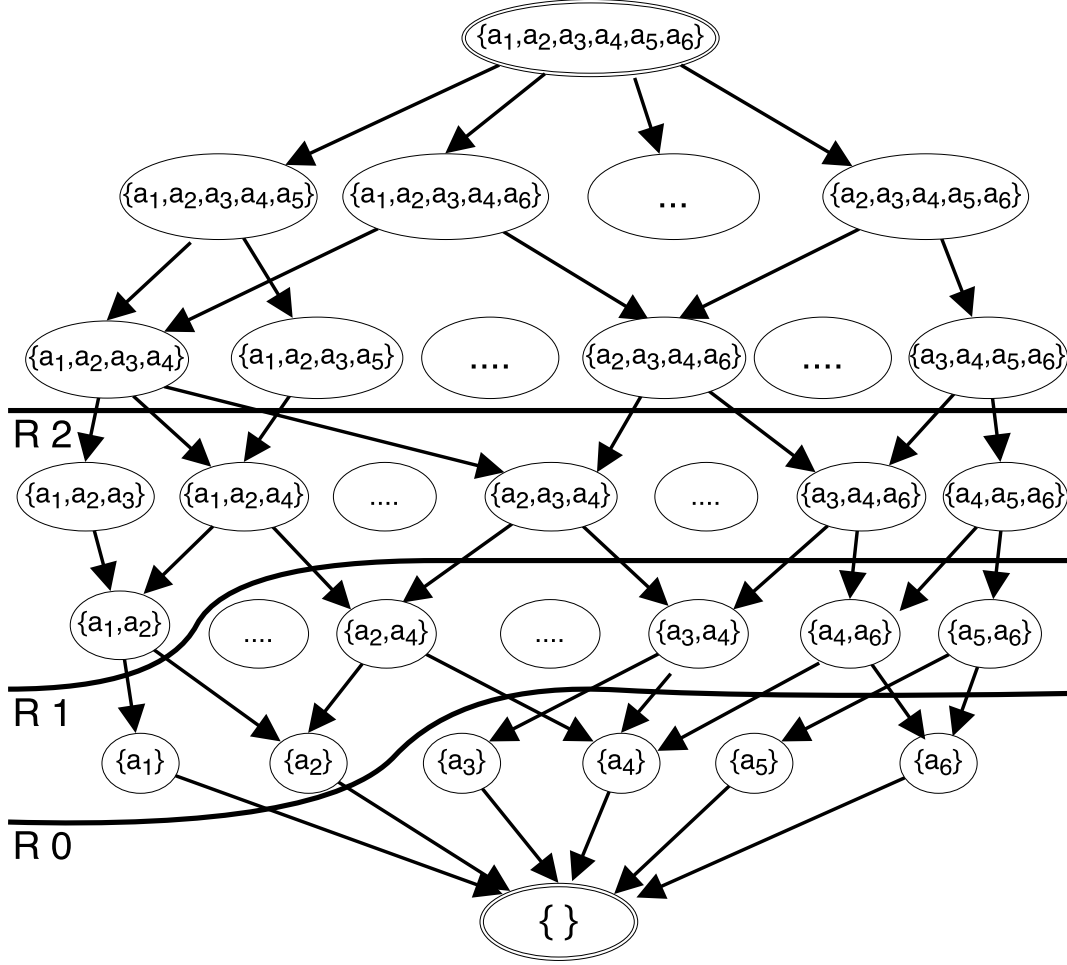 {a₁,a₂,a₃,a₄,a₅,a₆}
{a₁,a₂,a₃,a₄,a₅} {a₁,a₂,a₃,a₄,a₆} ... {a₂,a₃,a₄,a₅,a₆}
{a₁,a₂,a₃,a₄} {a₁,a₂,a₃,a₅} .... {a₂,a₃,a₄,a₆} .... {a₃,a₄,a₅,a₆}
R 2
{a₁,a₂,a₃} {a₁,a₂,a₄} .... {a₂,a₃,a₄} .... {a₃,a₄,a₆} {a₄,a₅,a₆}
{a₁,a₂} .... {a₂,a₄} .... {a₃,a₄} {a₄,a₆} {a₅,a₆}
R 1
{a₁} {a₂} {a₃} {a₄} {a₅} {a₆}
R 0
{ }